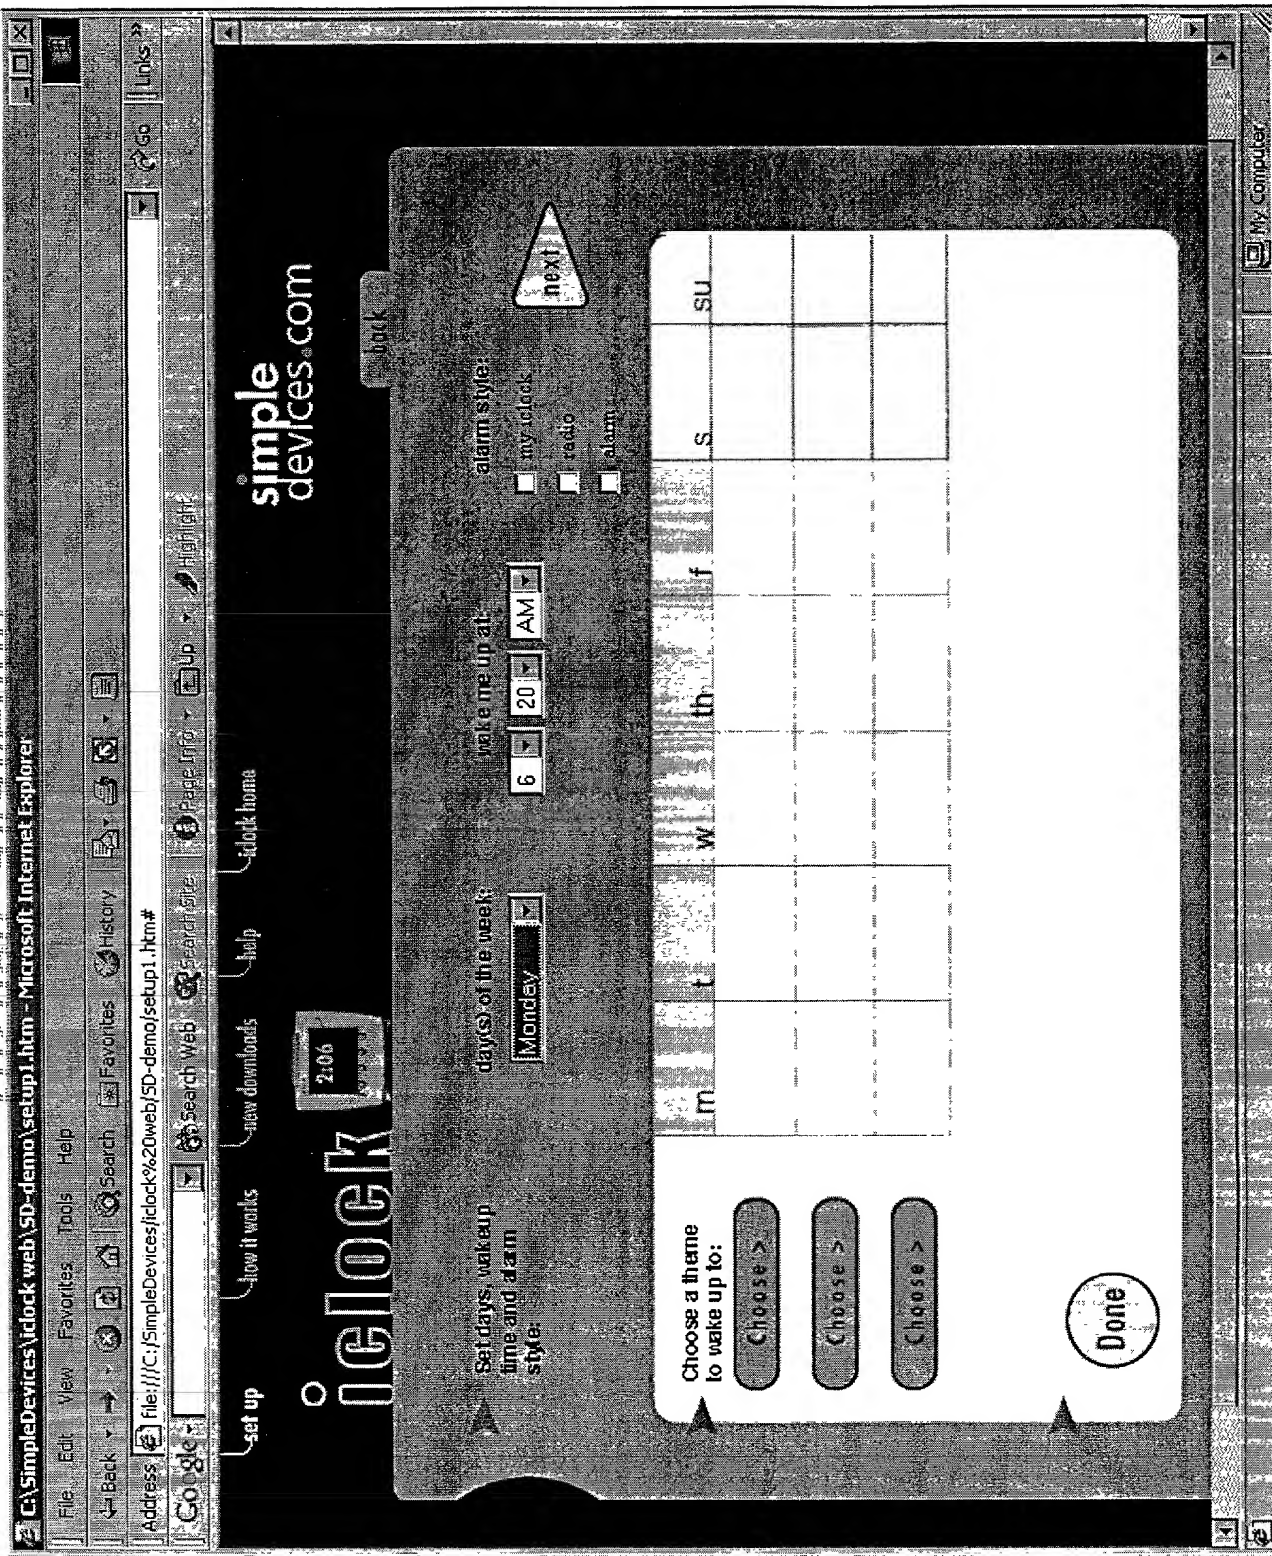 C:\SimpleDevices\iclock web\SD-demo\setup1.htm - Microsoft Internet Explorer
File Edit View Favorites Tools Help
Back Search Favorites History
Address file:///C:/SimpleDevices/iclock%20web/SD-demo/setup1.htm# Go Links »
Google Search Web Search Site Page Info Up Highlight
set up how it works new downloads help iclock home
iclock
2:06
simple
devices.com
back
Set days, wakeup
time and alarm
style:
day(s) of the week:
Monday
wake me up at:
6 20 AM
alarm style:
my iclock
radio
alarm
next
Choose a theme
to wake up to:
m t w th f s su
Choose >
Choose >
Choose >
Done
My Computer